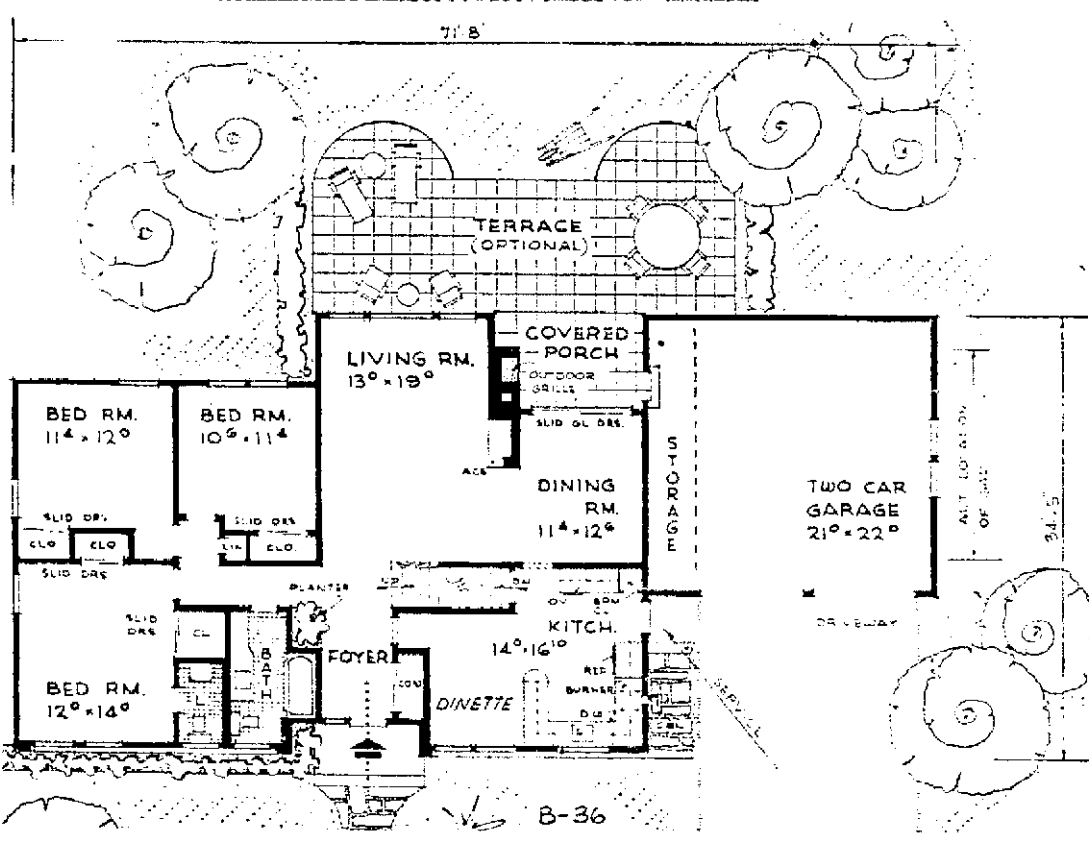 71'8"
TERRACE
(OPTIONAL)
COVERED
PORCH
OUTDOOR
GRILLE
LIVING RM.
13⁰ × 19⁰
BED RM.
11⁴ × 12⁰
BED RM.
10⁶ × 11⁴
SLID GL DRS.
STORAGE
DINING
RM.
11⁴ × 12⁶
TWO CAR
GARAGE
21⁰ × 22⁰
SLID DRS
SLID DRS
CLO
CLO
LIN
CLO.
SLID DRS
PLANTER
UP
DN
OV
KITCH.
14⁰ × 16¹⁰
DRIVEWAY
SLID
DRS
CL
BATH
FOYER
REF
BURNER
D.W.
BED RM.
12⁰ × 14⁰
DINETTE
SERVICE
B-36